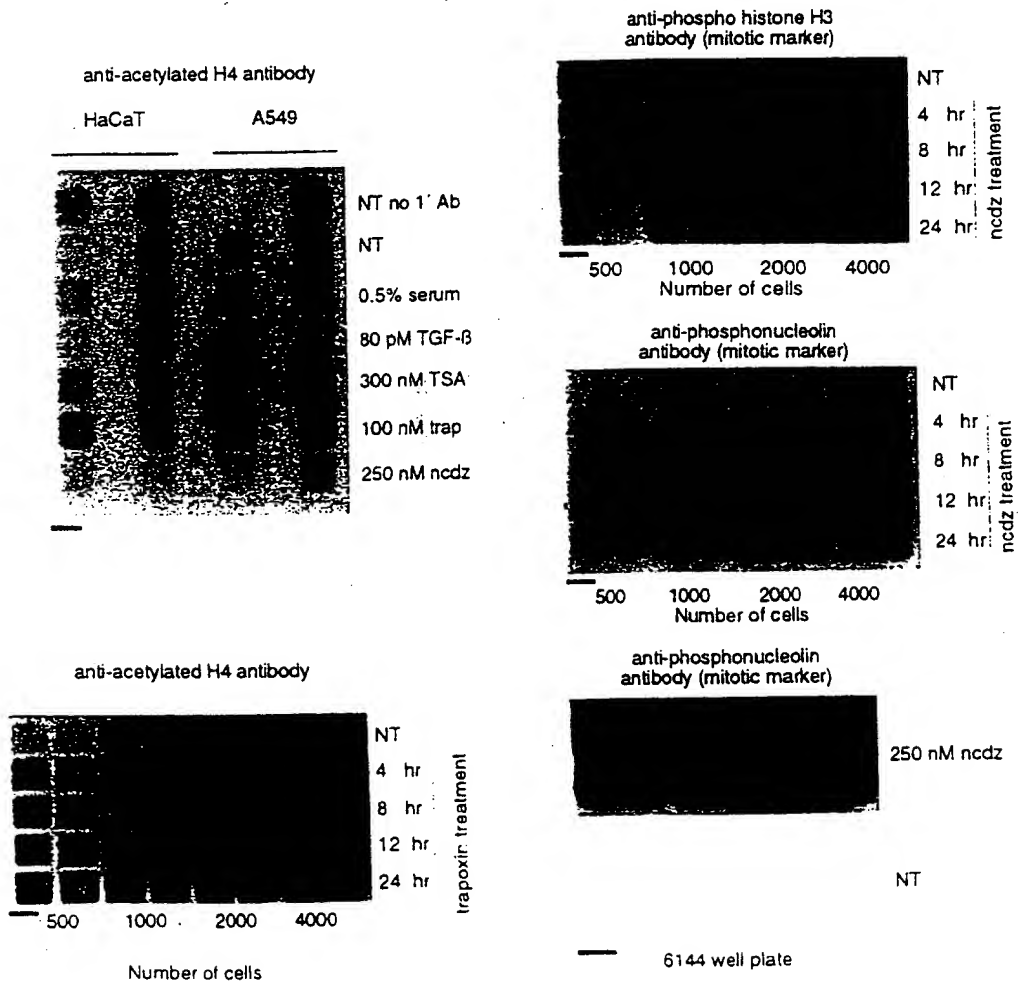 anti-acetylated H4 antibody
HaCaT A549
NT no 1' Ab
NT
0.5% serum
80 pM TGF-ß
300 nM TSA
100 nM trap
250 nM ncdz
anti-acetylated H4 antibody
NT
4 hr
8 hr
12 hr
24 hr
trapoxin treatment
500 1000 2000 4000
Number of cells
anti-phospho histone H3
antibody (mitotic marker)
NT
4 hr
8 hr
12 hr
24 hr
ncdz treatment
500 1000 2000 4000
Number of cells
anti-phosphonucleolin
antibody (mitotic marker)
NT
4 hr
8 hr
12 hr
24 hr
ncdz treatment
500 1000 2000 4000
Number of cells
anti-phosphonucleolin
antibody (mitotic marker)
250 nM ncdz
NT
6144 well plate